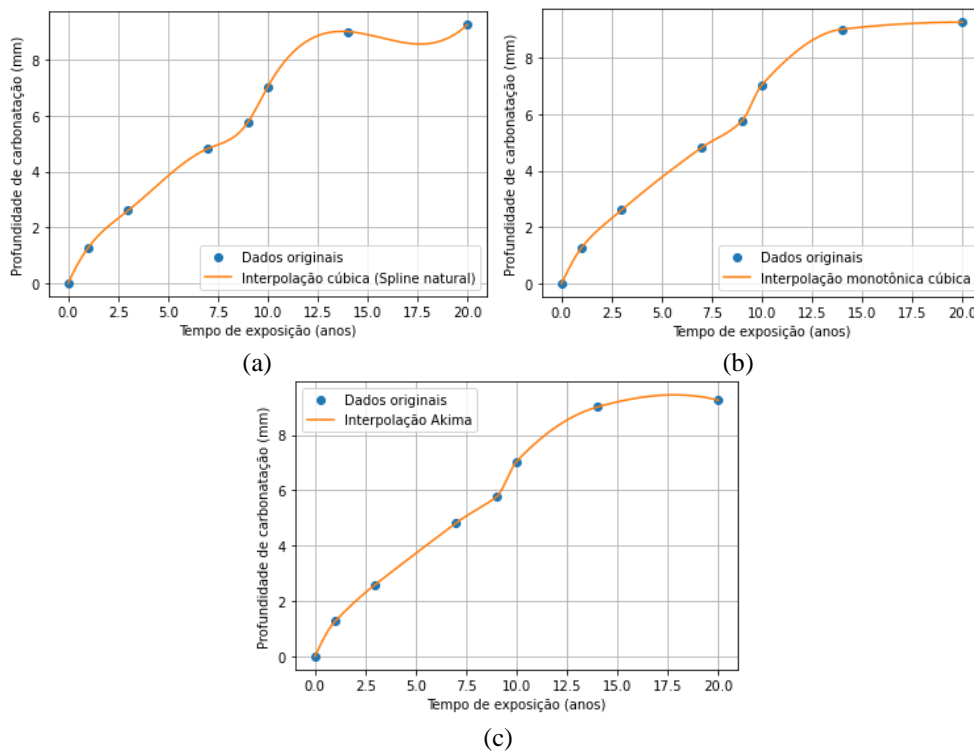 Profundidade de carbonatação (mm)
8
6
4
2
0
Dados originais
Interpolação cúbica (Spline natural)
0.0 2.5 5.0 7.5 10.0 12.5 15.0 17.5 20.0
Tempo de exposição (anos)
(a)
Profundidade de carbonatação (mm)
8
6
4
2
0
Dados originais
Interpolação monotônica cúbica
0.0 2.5 5.0 7.5 10.0 12.5 15.0 17.5 20.0
Tempo de exposição (anos)
(b)
Profundidade de carbonatação (mm)
8
6
4
2
0
Dados originais
Interpolação Akima
0.0 2.5 5.0 7.5 10.0 12.5 15.0 17.5 20.0
Tempo de exposição (anos)
(c)